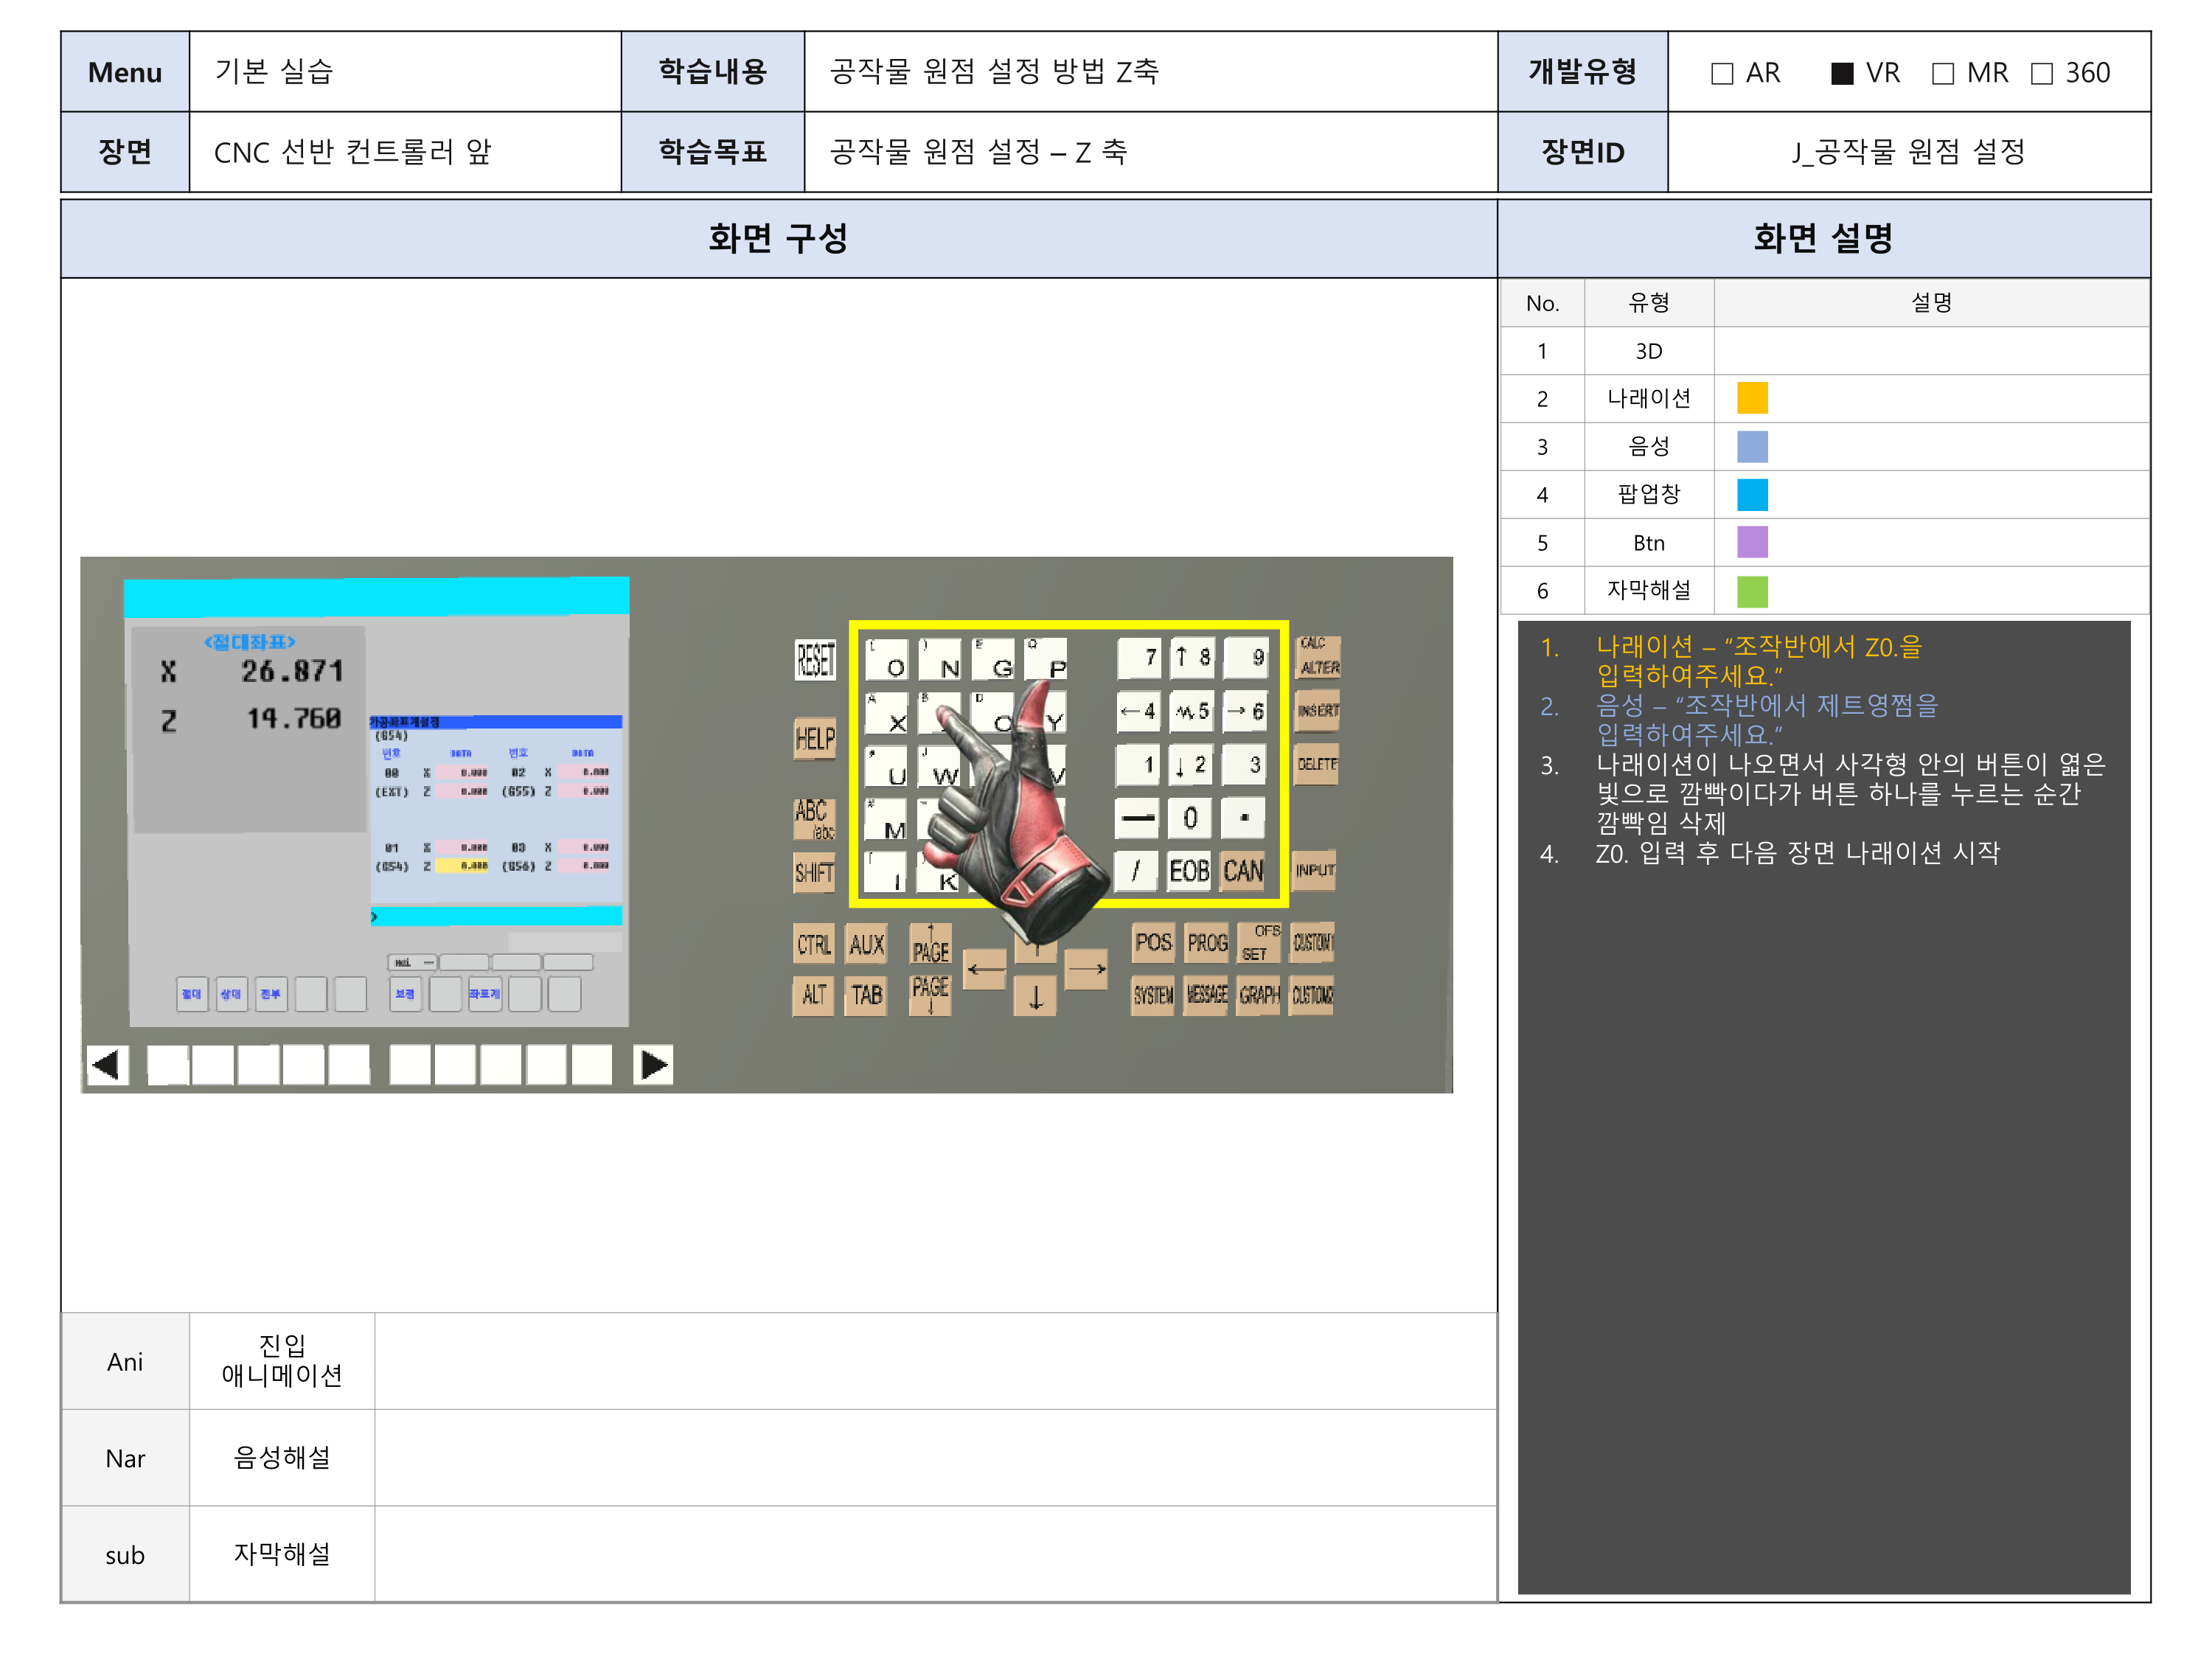 Menu 기본 실습 학습내용 공작물 원점 설정 방법 Z축 개발유형 □ AR ■ VR □ MR □ 360
장면 CNC 선반 컨트롤러 앞 학습목표 공작물 원점 설정 – Z 축 장면ID J_공작물 원점 설정
화면 구성 화면 설명
No. 유형 설명
1 3D
2 나래이션
3 음성
4 팝업창
5 Btn
6 자막해설
1. 나래이션 – “조작반에서 Z0.을
입력하여주세요.”
2. 음성 – “조작반에서 제트영쩜을
입력하여주세요.”
3. 나래이션이 나오면서 사각형 안의 버튼이 엷은
빛으로 깜빡이다가 버튼 하나를 누르는 순간
깜빡임 삭제
4. Z0. 입력 후 다음 장면 나래이션 시작
<절대좌표>
X 26.871
Z 14.760
가공좌표계설정
(G54)
번호 DATA 번호 DATA
00 X 0.000 02 X 0.000
(EXT) Z 0.000 (G55) Z 0.000
01 X 0.000 03 X 0.000
(G54) Z 0.000 (G56) Z 0.000
>
절대 상대 전부 보정 좌표계
RESET O N G P 7 ↑ 8 9 CALC ALTER
HELP X Y ← 4 5 → 6 INSERT
U W V 1 ↓ 2 3 DELETE
ABC /abc M — 0 .
SHIFT I K / EOB CAN INPUT
CTRL AUX PAGE ↑ ← → POS PROG OFS SET CUSTOM1
ALT TAB PAGE ↓ ↓ SYSTEM MESSAGE GRAPH CUSTOM2
Ani 진입
애니메이션
Nar 음성해설
sub 자막해설